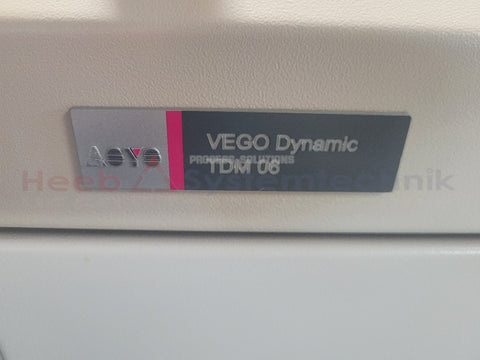 AOYO
VEGO Dynamic
PROCESS SOLUTIONS
TDM 06
Heeb Systemtechnik